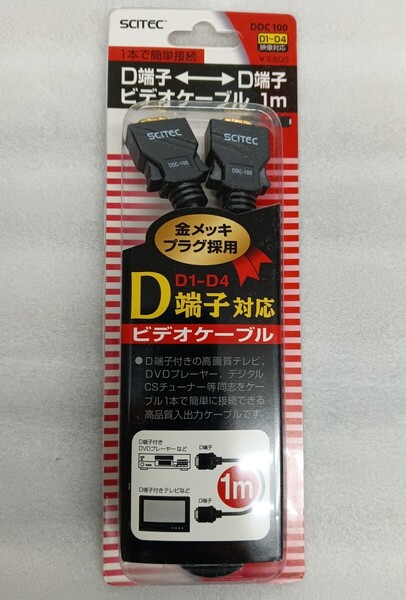 SCITEC
DDC100
D1~D4
映像対応
¥3,600
1本で簡単接続
D端子←→D端子
ビデオケーブル 1m
SCITEC
SCITEC
DDC-100
DDC-100
金メッキ
プラグ採用
D1-D4
D端子対応
ビデオケーブル
●D端子付きの高画質テレビ、
DVDプレーヤー、デジタル
CSチューナー等同志をケー
ブル1本で簡単に接続できる
高品質入出力ケーブルです。
D端子付き
DVDプレーヤーなど
D端子
1m
D端子付きテレビなど
D端子